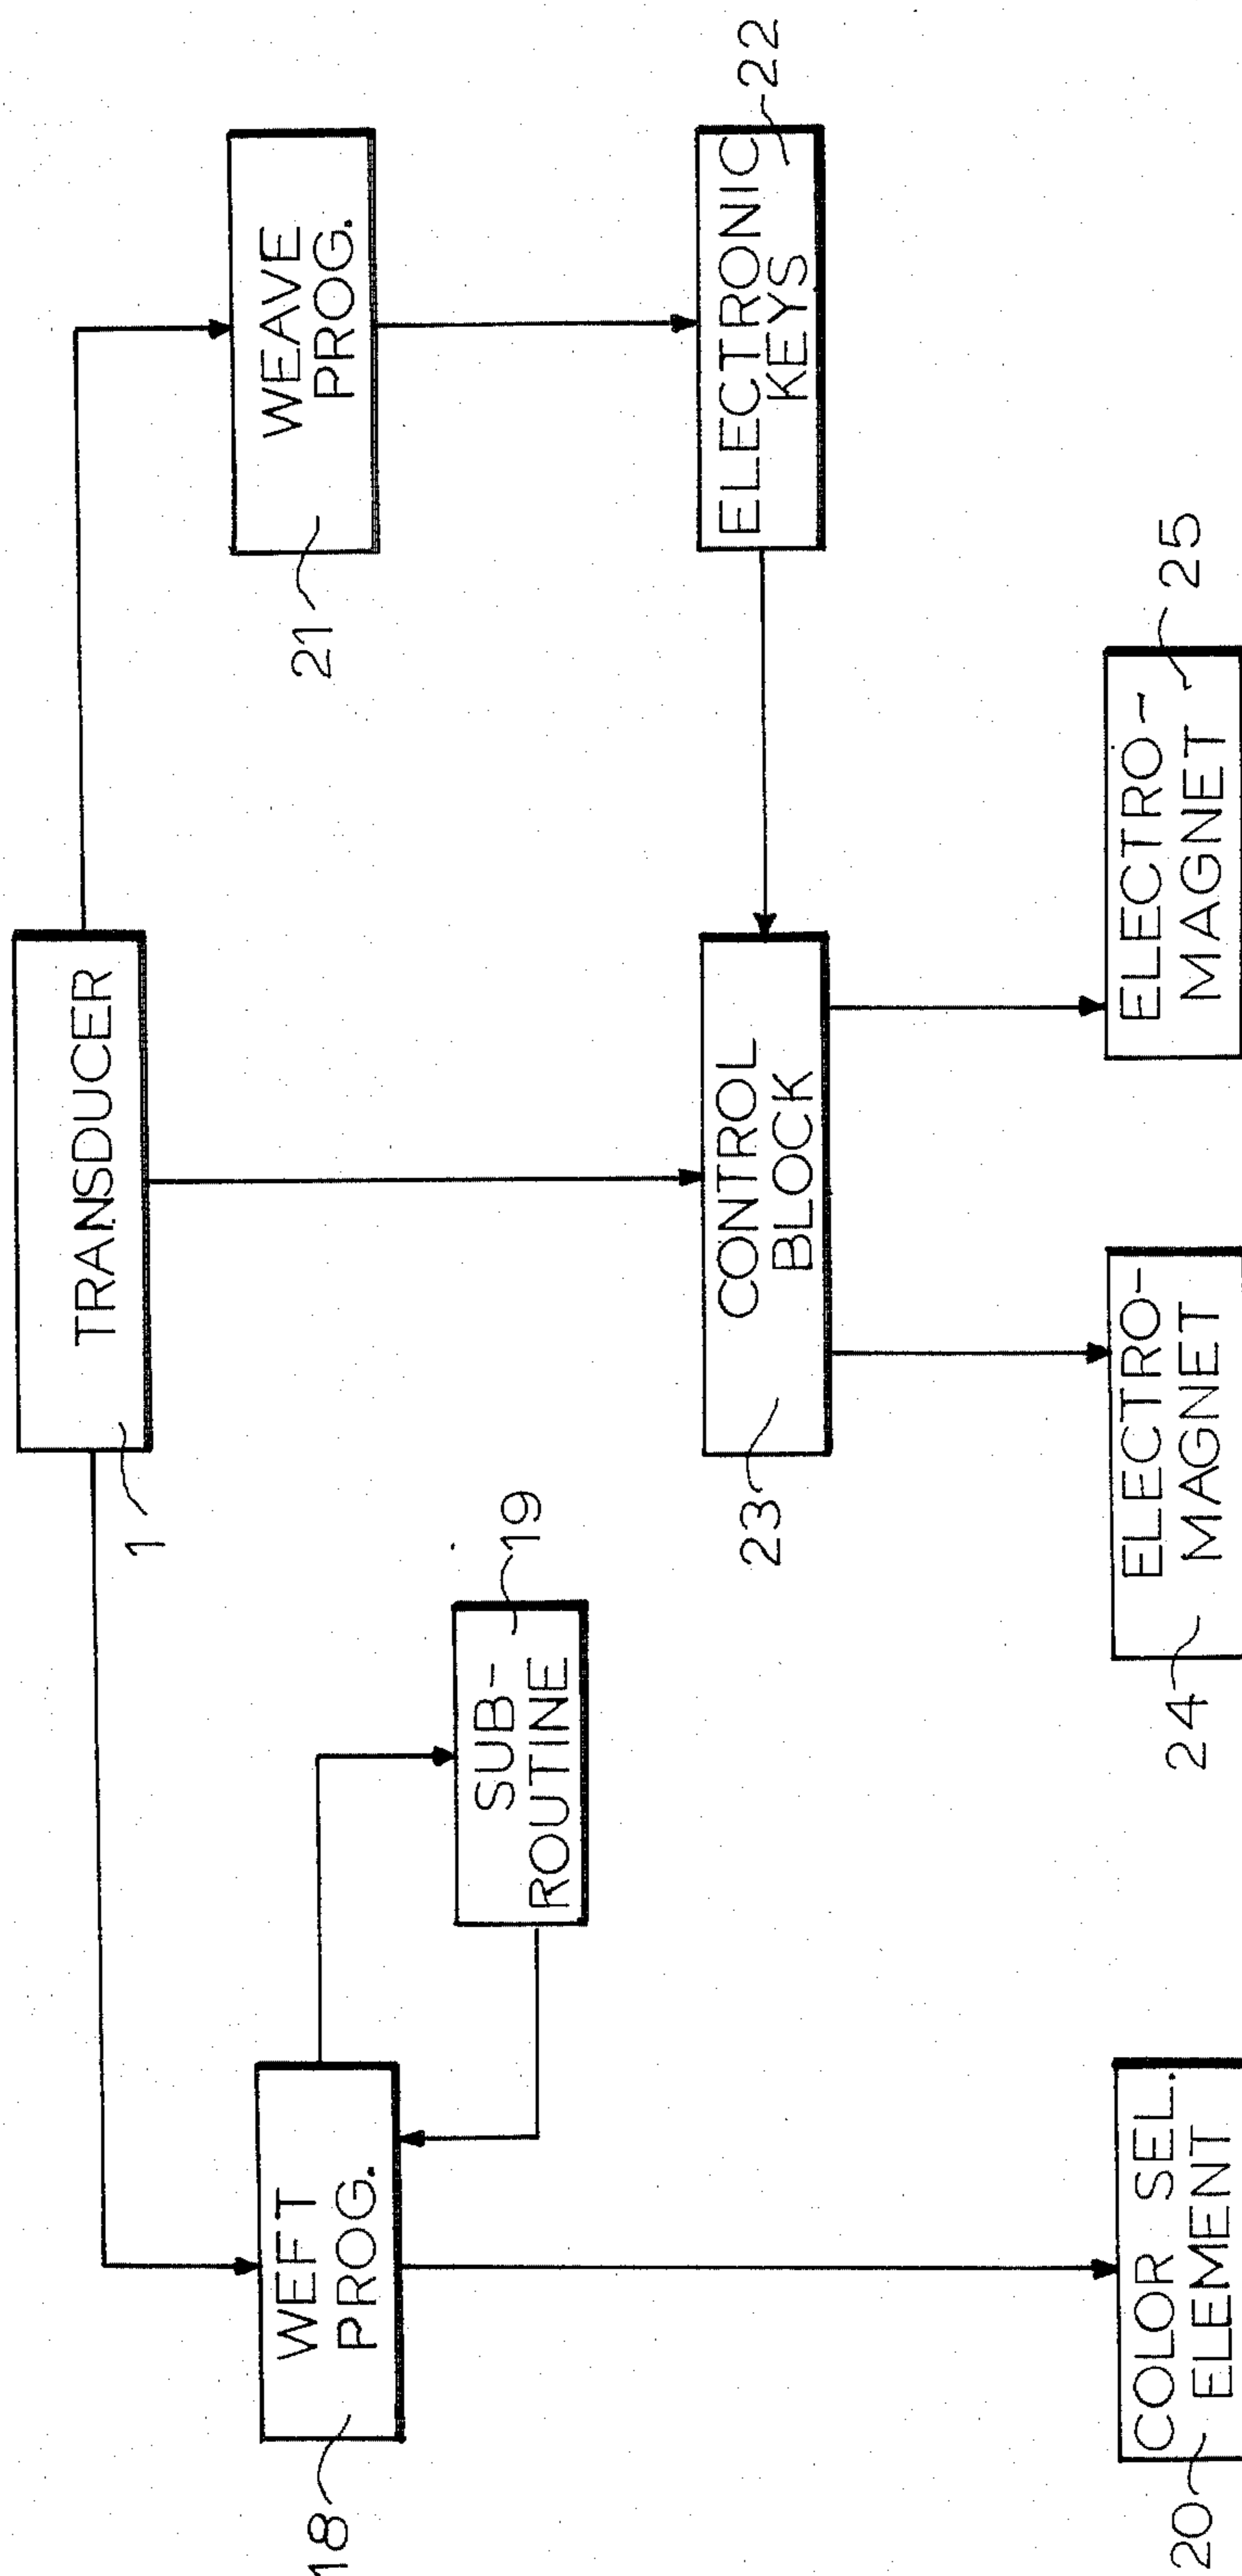 TRANSDUCER
1
WEFT
PROG.
18
WEAVE
PROG.
21
SUB-
ROUTINE
19
CONTROL
BLOCK
23
ELECTRONIC
KEYS
22
COLOR SEL.
ELEMENT
20
ELECTRO-
MAGNET
24
ELECTRO-
MAGNET
25